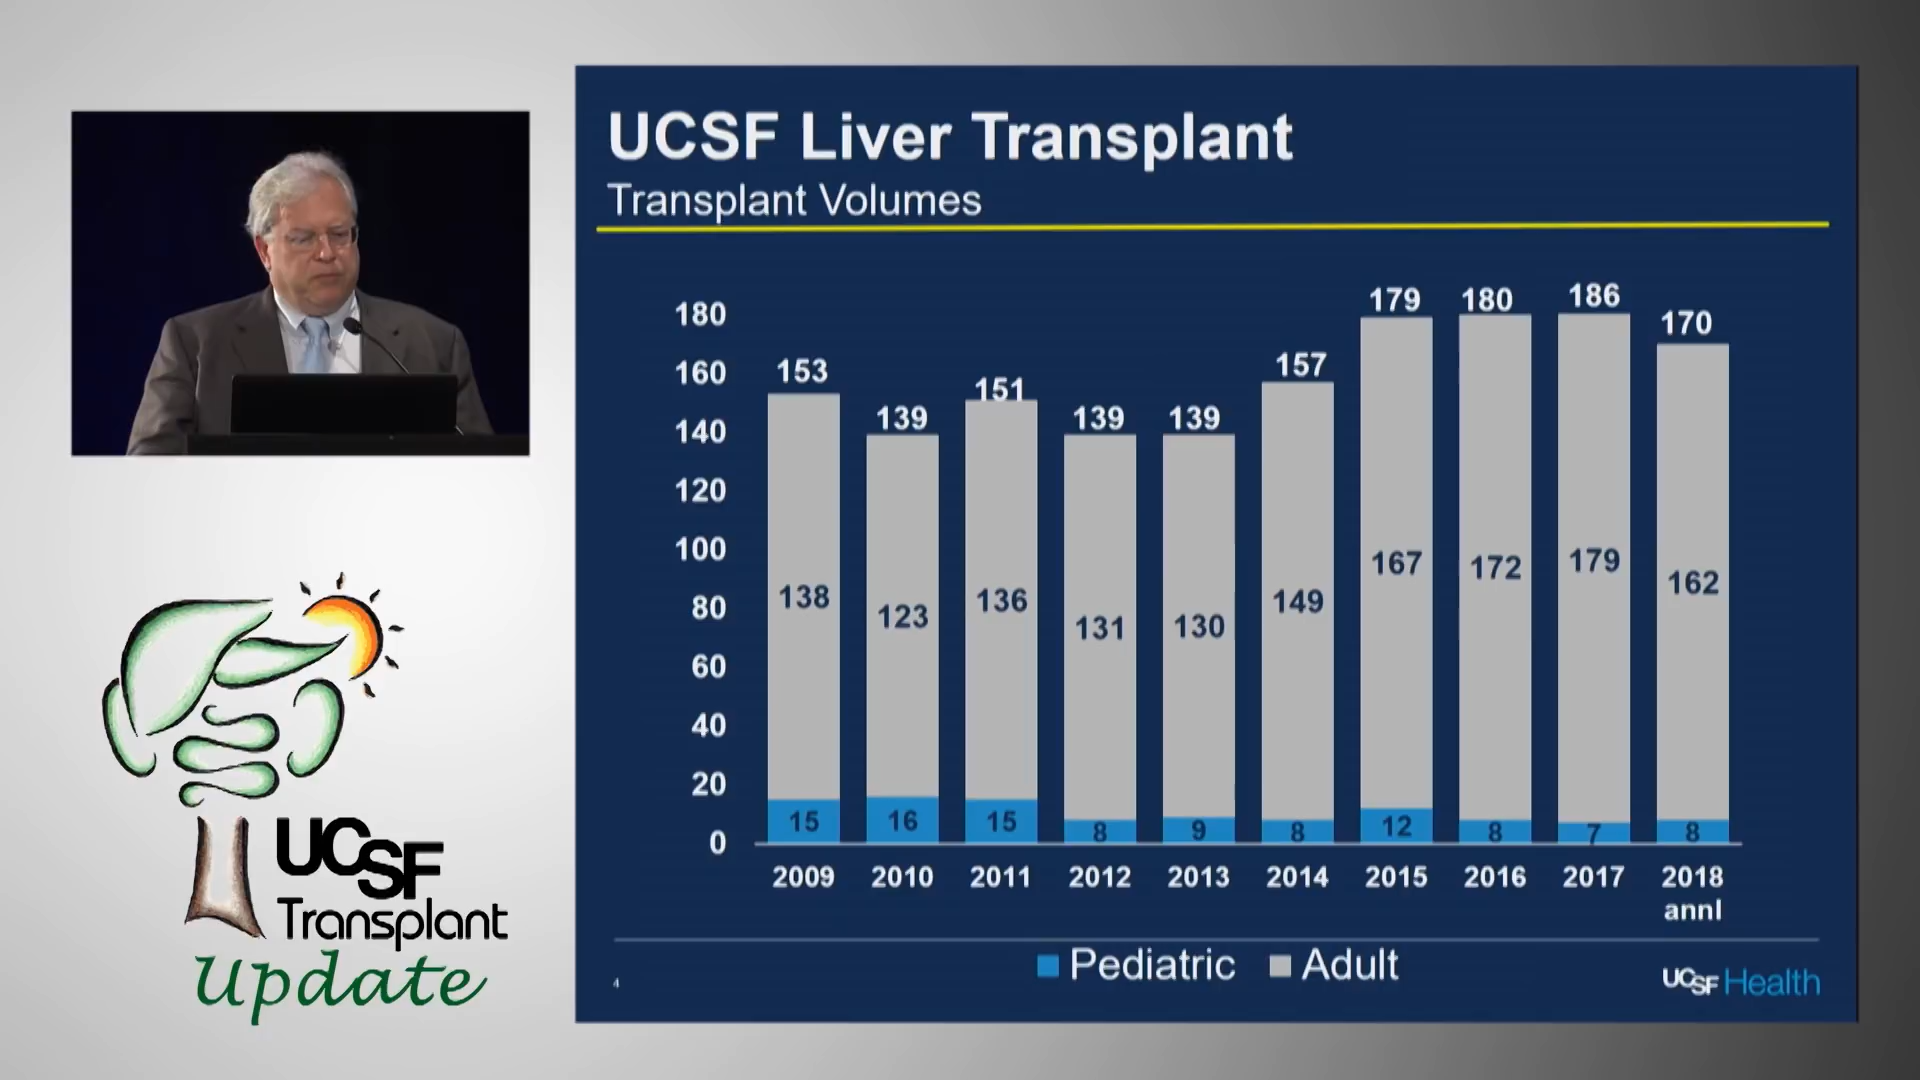 UCSF Liver Transplant
Transplant Volumes
180
160
140
120
100
80
60
40
20
0
153 139 151 139 139 157 179 180 186 170
138 123 136 131 130 149 167 172 179 162
15 16 15 8 9 8 12 8 7 8
2009 2010 2011 2012 2013 2014 2015 2016 2017 2018
annl
Pediatric Adult
4
UCSF Health
UCSF
Transplant
Update